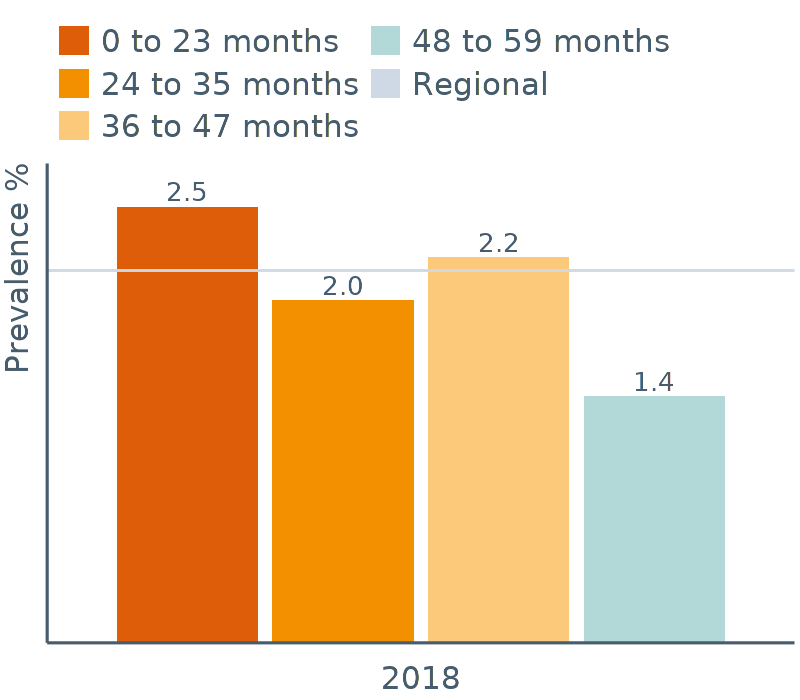 0 to 23 months
24 to 35 months
36 to 47 months
48 to 59 months
Regional
Prevalence %
2.5
2.0
2.2
1.4
2018